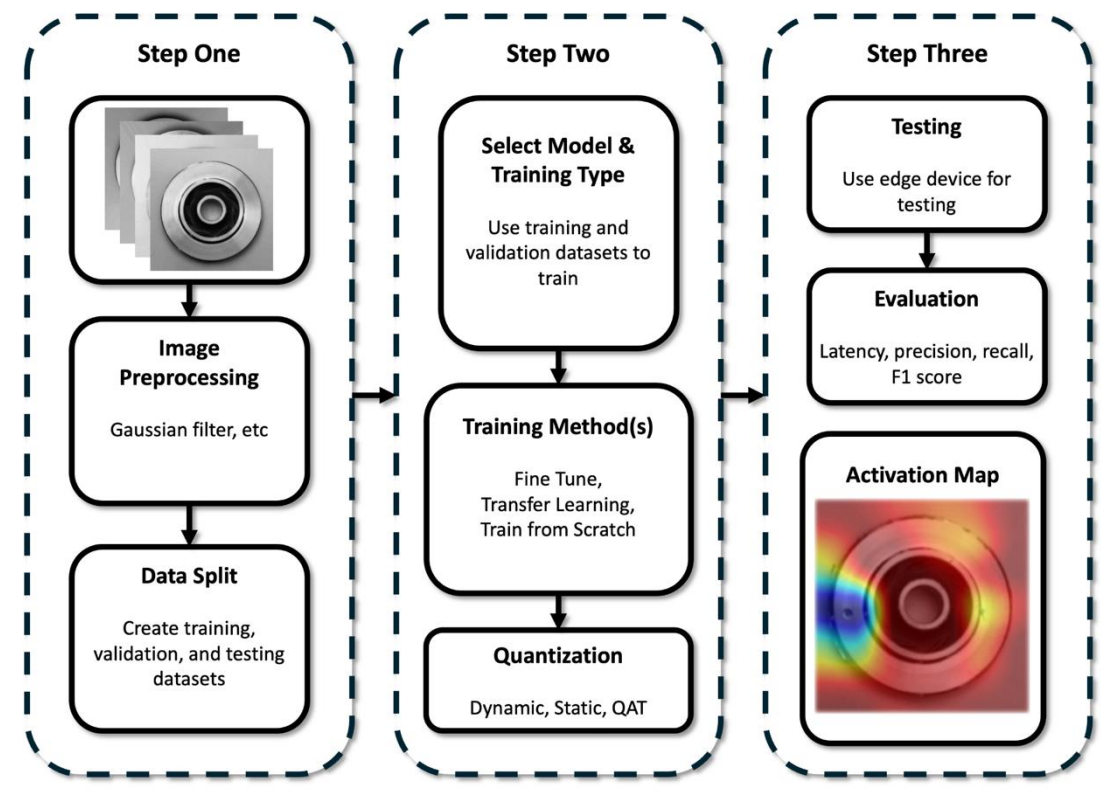 Step One
Image
Preprocessing
Gaussian filter, etc
Data Split
Create training,
validation, and testing
datasets
Step Two
Select Model &
Training Type
Use training and
validation datasets to
train
Training Method(s)
Fine Tune,
Transfer Learning,
Train from Scratch
Quantization
Dynamic, Static, QAT
Step Three
Testing
Use edge device for
testing
Evaluation
Latency, precision, recall,
F1 score
Activation Map